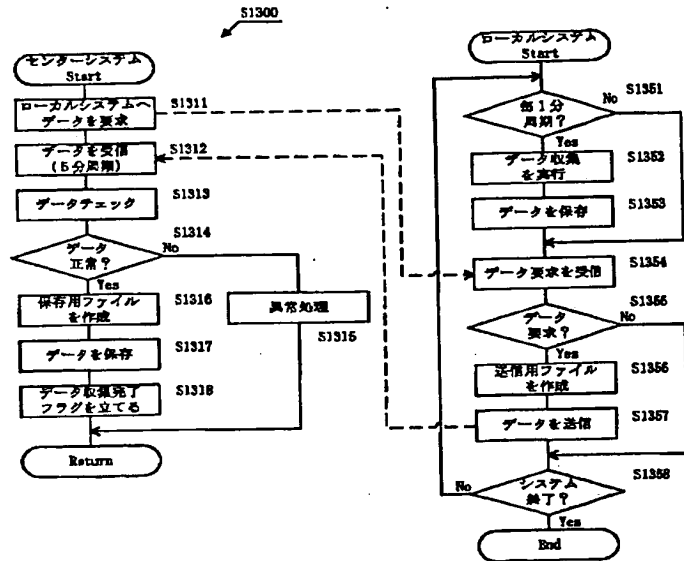 S1300
センターシステム
Start
ローカルシステムへ
データを要求
S1311
データを受信
(5分周期)
S1312
データチェック
S1313
データ
正常?
S1314
No
Yes
保存用ファイル
を作成
S1316
異常処理
S1315
データを保存
S1317
データ収集完了
フラグを立てる
S1318
Return
ローカルシステム
Start
毎1分
周期?
S1351
No
Yes
データ収集
を実行
S1352
データを保存
S1353
データ要求を受信
S1354
データ
要求?
S1355
No
Yes
送信用ファイル
を作成
S1356
データを送信
S1357
システム
終了?
S1358
No
Yes
End